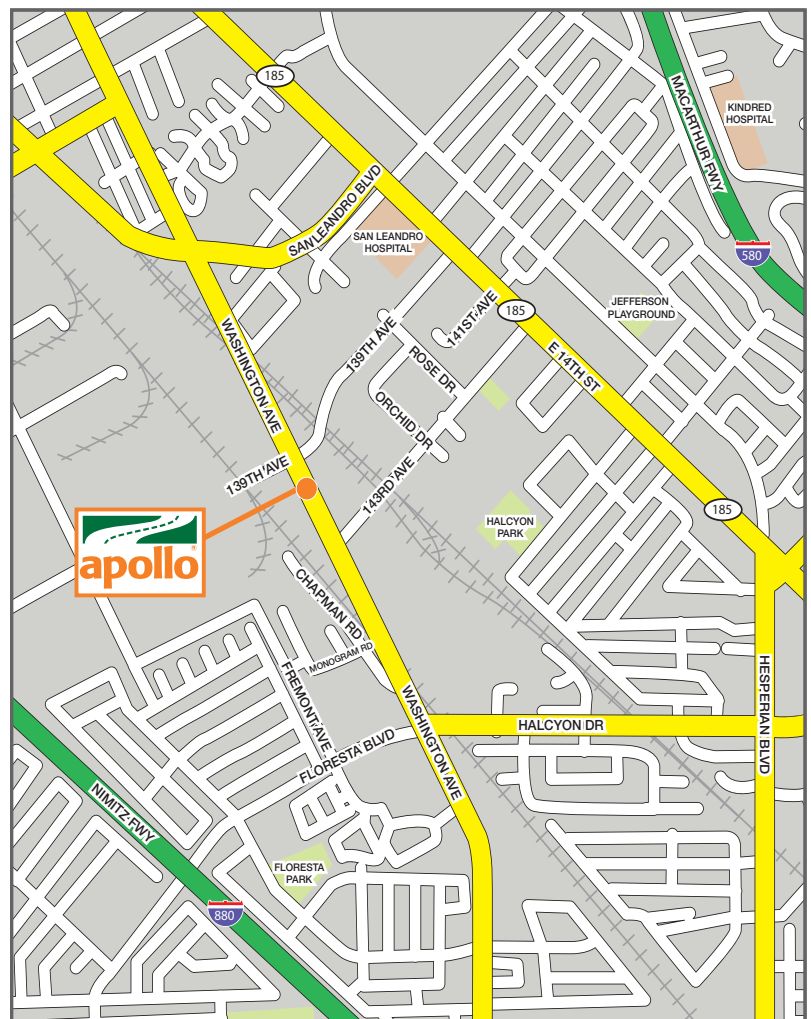 185
MACARTHUR FWY
KINDRED
HOSPITAL
SAN LEANDRO BLVD
SAN LEANDRO
HOSPITAL
580
JEFFERSON
PLAYGROUND
185
141ST AVE
139TH AVE
WASHINGTON AVE
ROSE DR
E 14TH ST
ORCHID DR
139TH AVE
143RD AVE
185
HALCYON
PARK
apollo®
CHAPMAN RD
MONOGRAM RD
FREMONT AVE
WASHINGTON AVE
HESPERIAN BLVD
HALCYON DR
FLORESTA BLVD
NIMITZ FWY
FLORESTA
PARK
880